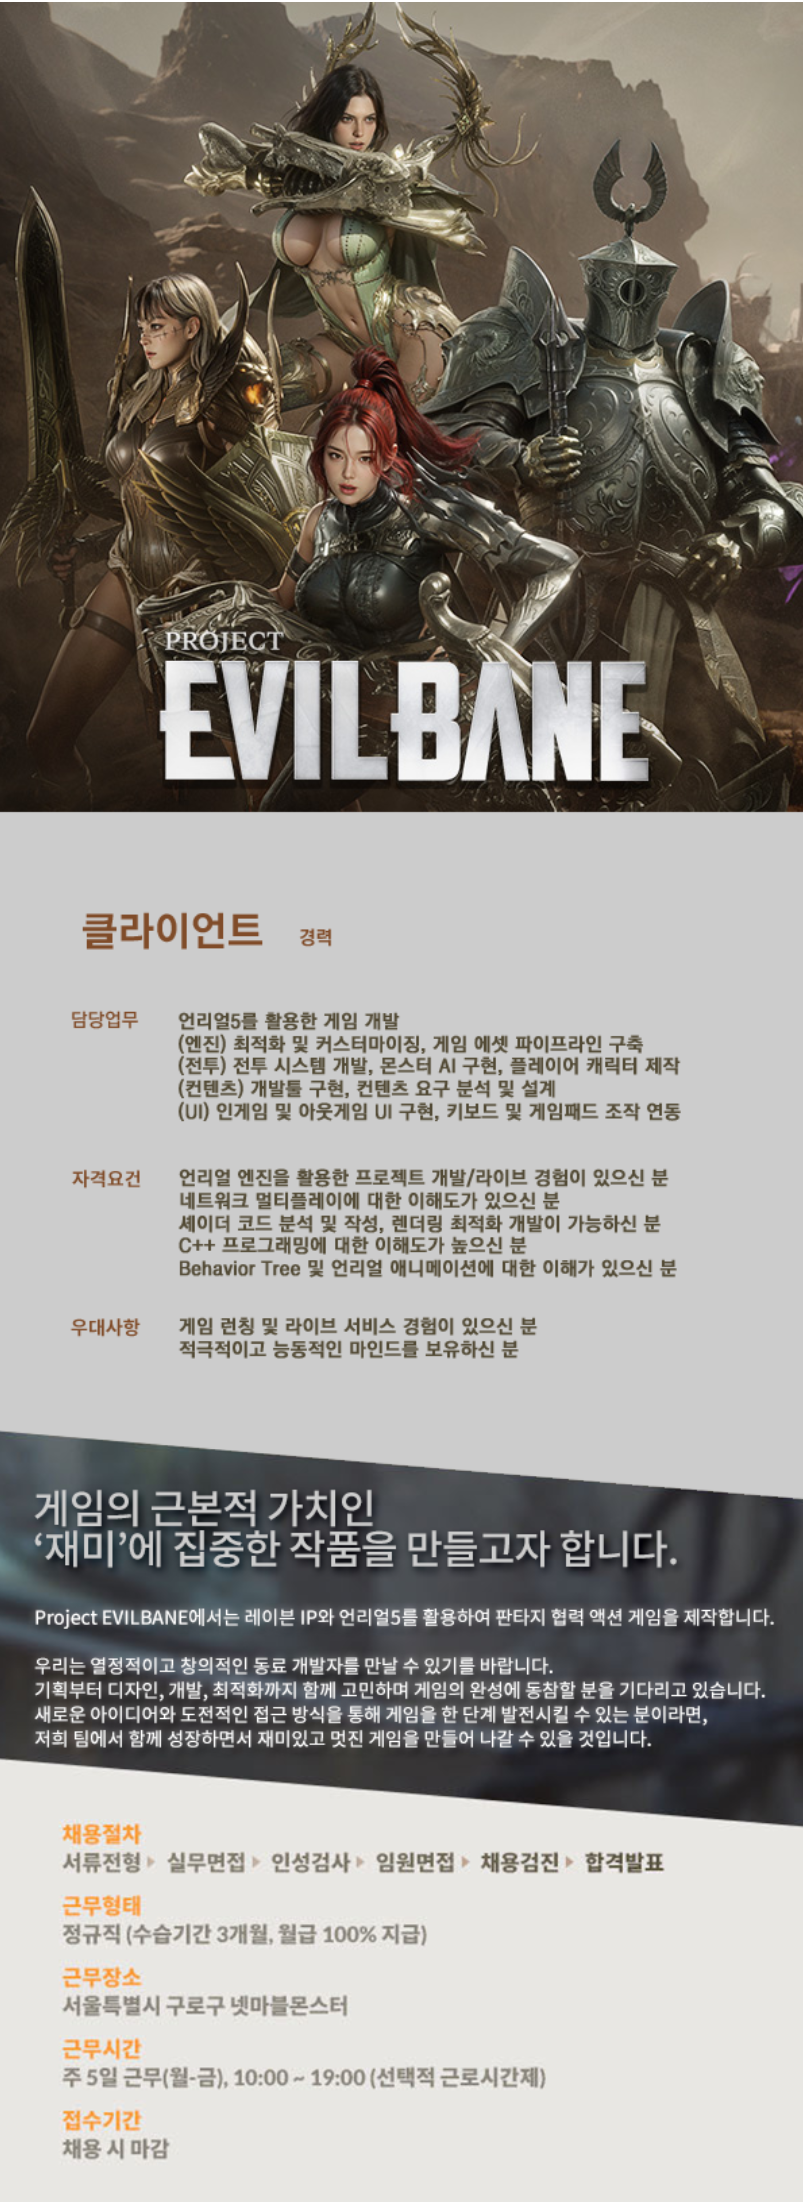 PROJECT
EVILBANE
클라이언트 경력
담당업무 언리얼5를 활용한 게임 개발
(엔진) 최적화 및 커스터마이징, 게임 에셋 파이프라인 구축
(전투) 전투 시스템 개발, 몬스터 AI 구현, 플레이어 캐릭터 제작
(컨텐츠) 개발툴 구현, 컨텐츠 요구 분석 및 설계
(UI) 인게임 및 아웃게임 UI 구현, 키보드 및 게임패드 조작 연동
자격요건 언리얼 엔진을 활용한 프로젝트 개발/라이브 경험이 있으신 분
네트워크 멀티플레이에 대한 이해도가 있으신 분
셰이더 코드 분석 및 작성, 렌더링 최적화 개발이 가능하신 분
C++ 프로그래밍에 대한 이해도가 높으신 분
Behavior Tree 및 언리얼 애니메이션에 대한 이해가 있으신 분
우대사항 게임 런칭 및 라이브 서비스 경험이 있으신 분
적극적이고 능동적인 마인드를 보유하신 분
게임의 근본적 가치인
‘재미’에 집중한 작품을 만들고자 합니다.
Project EVILBANE에서는 레이븐 IP와 언리얼5를 활용하여 판타지 협력 액션 게임을 제작합니다.
우리는 열정적이고 창의적인 동료 개발자를 만날 수 있기를 바랍니다.
기획부터 디자인, 개발, 최적화까지 함께 고민하며 게임의 완성에 동참할 분을 기다리고 있습니다.
새로운 아이디어와 도전적인 접근 방식을 통해 게임을 한 단계 발전시킬 수 있는 분이라면,
저희 팀에서 함께 성장하면서 재미있고 멋진 게임을 만들어 나갈 수 있을 것입니다.
채용절차
서류전형 ▸ 실무면접 ▸ 인성검사 ▸ 임원면접 ▸ 채용검진 ▸ 합격발표
근무형태
정규직 (수습기간 3개월, 월급 100% 지급)
근무장소
서울특별시 구로구 넷마블몬스터
근무시간
주 5일 근무(월-금), 10:00 ~ 19:00 (선택적 근로시간제)
접수기간
채용 시 마감